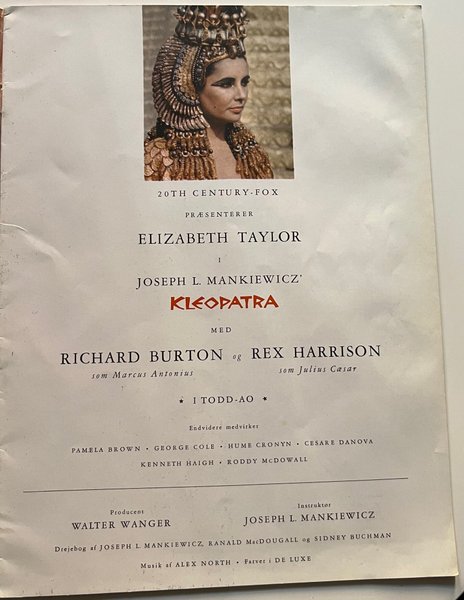 20TH CENTURY-FOX
PRÆSENTERER
ELIZABETH TAYLOR
I
JOSEPH L. MANKIEWICZ'
KLEOPATRA
MED
RICHARD BURTON og REX HARRISON
som Marcus Antonius som Julius Cæsar
★ I TODD-AO ★
Endvidere medvirker
PAMELA BROWN · GEORGE COLE · HUME CRONYN · CESARE DANOVA
KENNETH HAIGH · RODDY McDOWALL
Producent Instruktør
WALTER WANGER JOSEPH L. MANKIEWICZ
Drejebog af JOSEPH L. MANKIEWICZ, RANALD MacDOUGALL og SIDNEY BUCHMAN
Musik af ALEX NORTH · Farver i DE LUXE